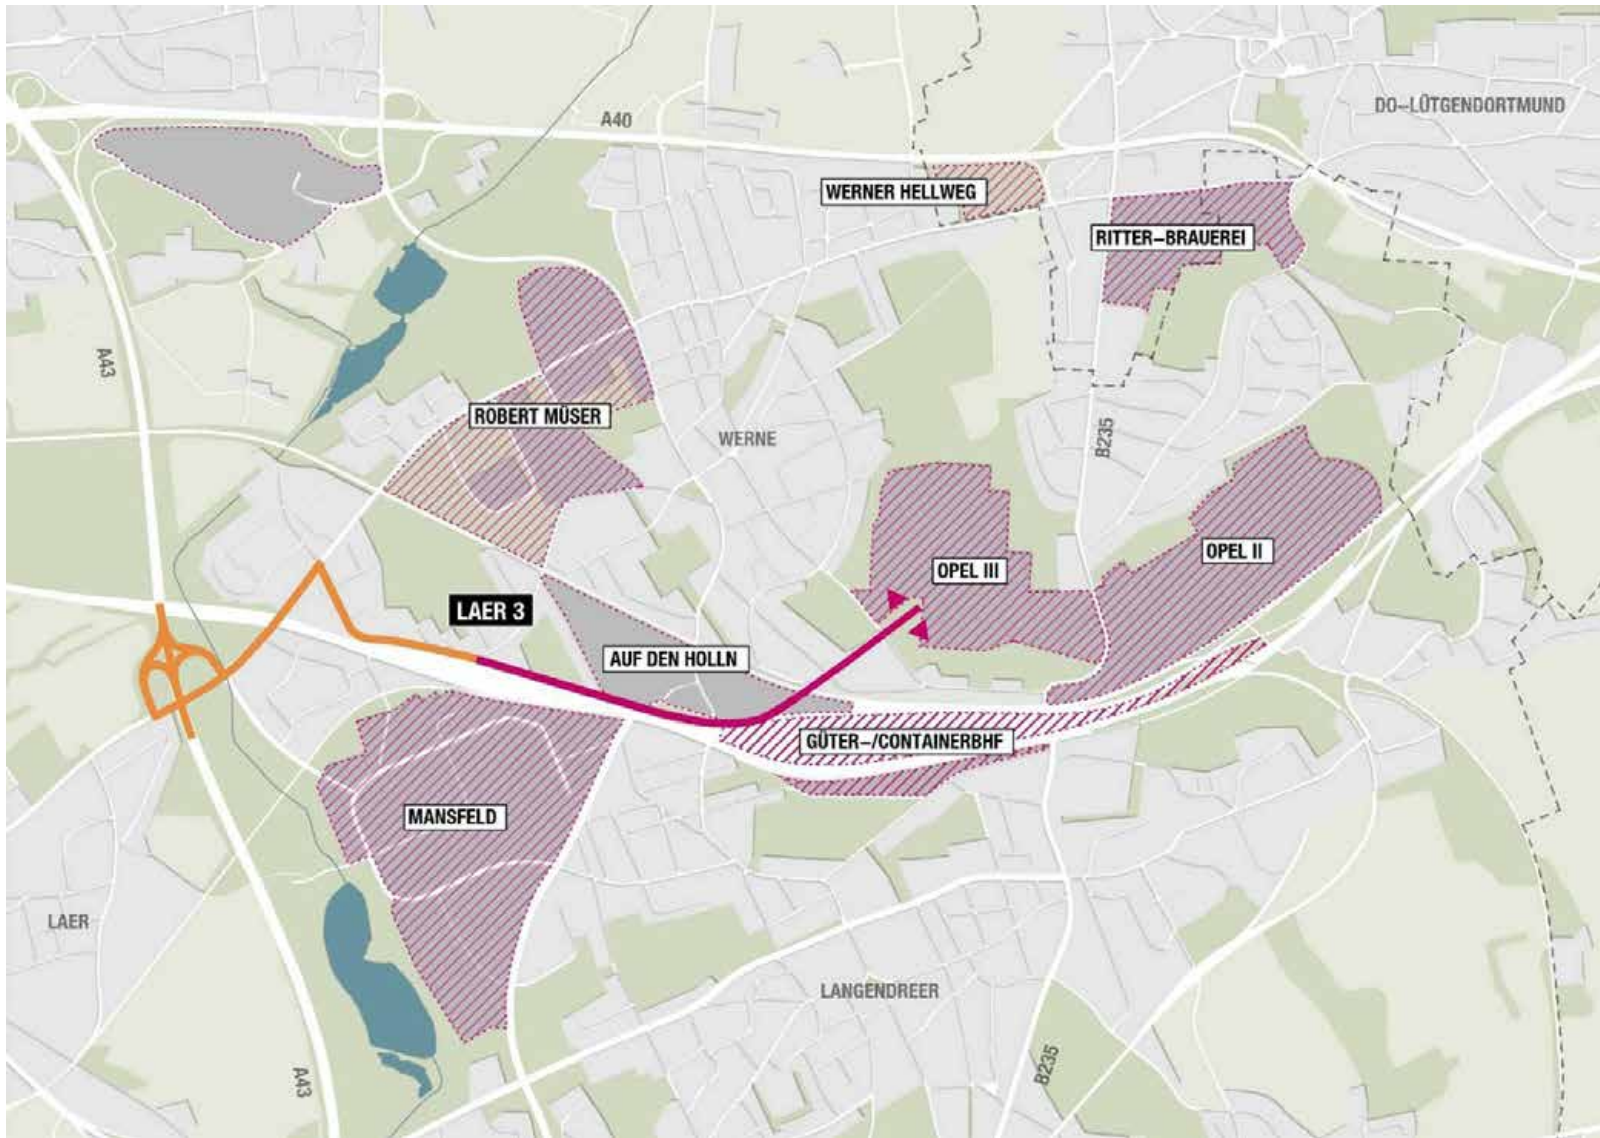 DO–LÜTGENDORTMUND
A40
WERNER HELLWEG
RITTER–BRAUEREI
A43
ROBERT MÜSER
WERNE
B235
OPEL II
OPEL III
LAER 3
AUF DEN HOLLN
GÜTER–/CONTAINERBHF
MANSFELD
LAER
LANGENDREER
B235
A43